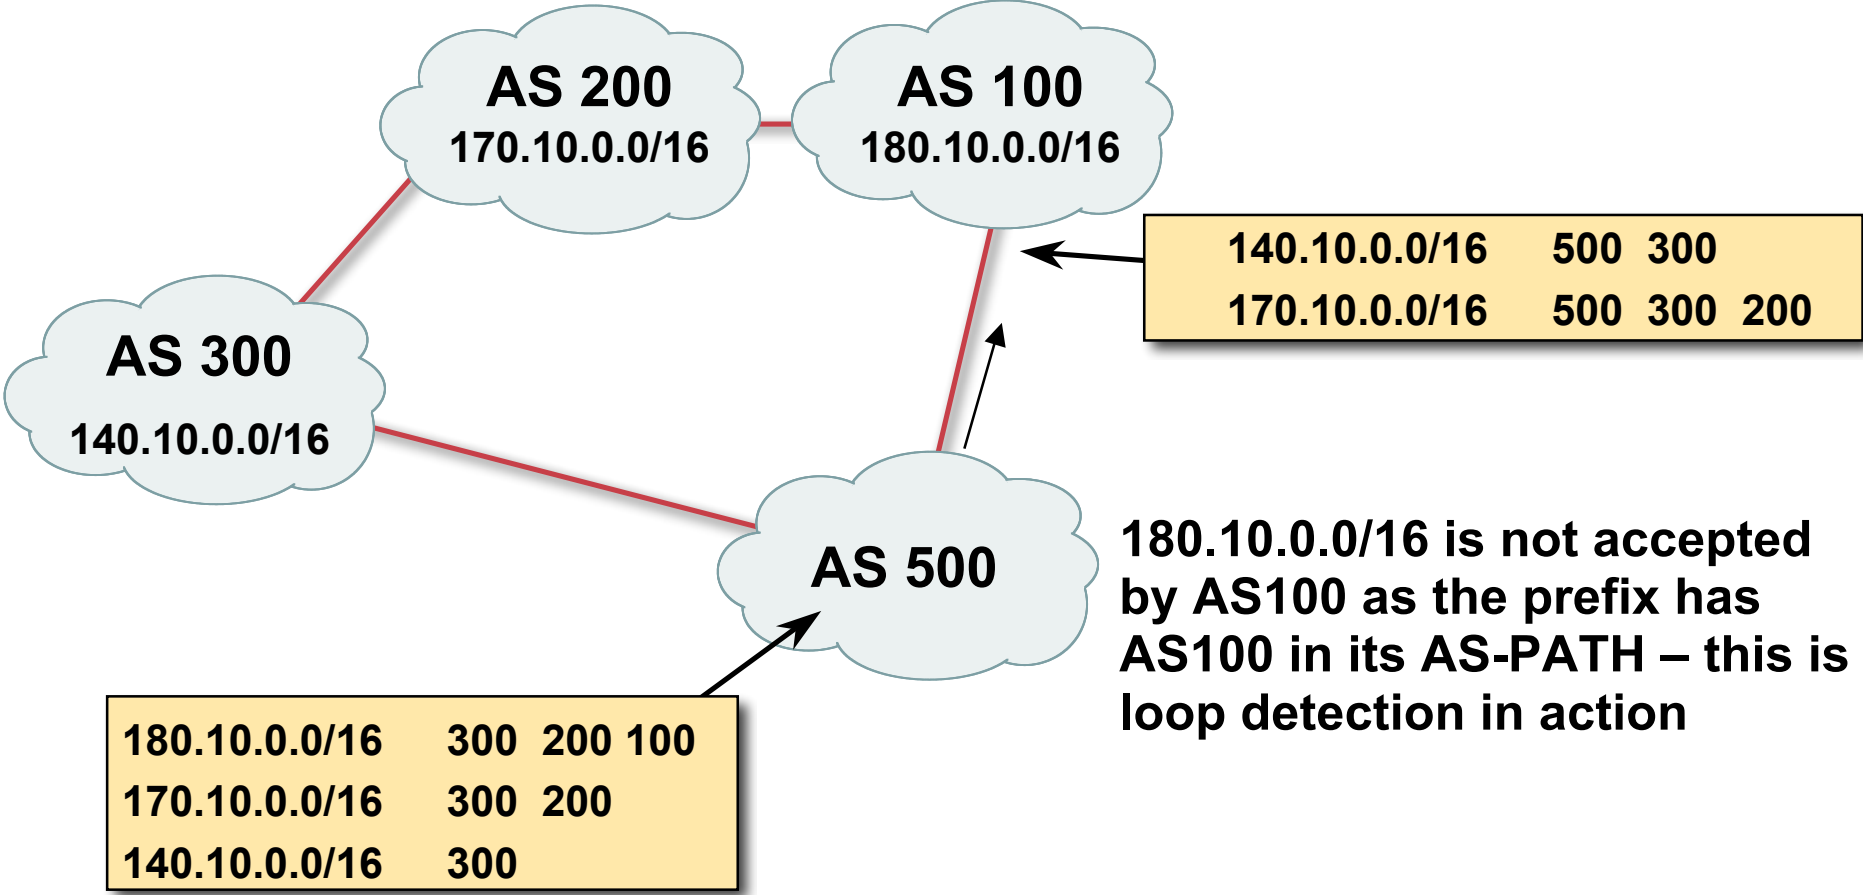 AS 200
170.10.0.0/16
AS 100
180.10.0.0/16
140.10.0.0/16 500 300
170.10.0.0/16 500 300 200
AS 300
140.10.0.0/16
AS 500
180.10.0.0/16 is not accepted
by AS100 as the prefix has
AS100 in its AS-PATH – this is
loop detection in action
180.10.0.0/16 300 200 100
170.10.0.0/16 300 200
140.10.0.0/16 300